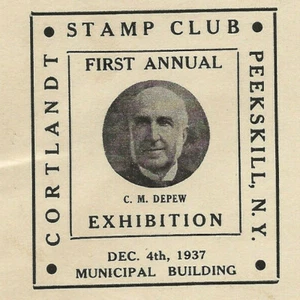 STAMP CLUB
CORTLANDT
PEEKSKILL, N.Y.
FIRST ANNUAL
C. M. DEPEW
EXHIBITION
DEC. 4th, 1937
MUNICIPAL BUILDING